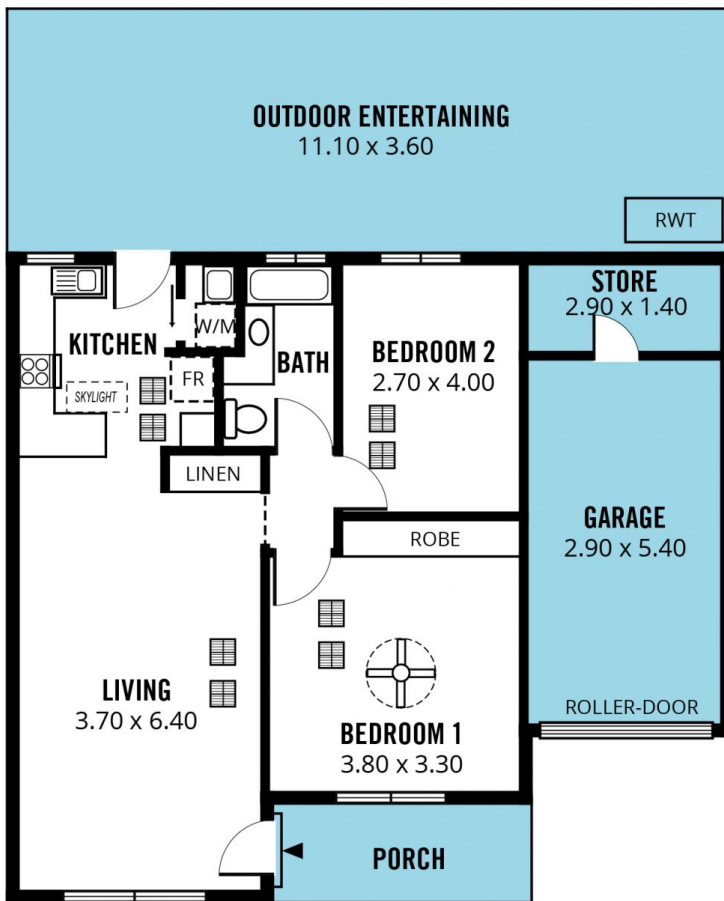 OUTDOOR ENTERTAINING
11.10 x 3.60
RWT
STORE
2.90 x 1.40
W/M
KITCHEN
BATH
BEDROOM 2
2.70 x 4.00
FR
SKYLIGHT
LINEN
GARAGE
2.90 x 5.40
ROBE
LIVING
3.70 x 6.40
ROLLER-DOOR
BEDROOM 1
3.80 x 3.30
PORCH